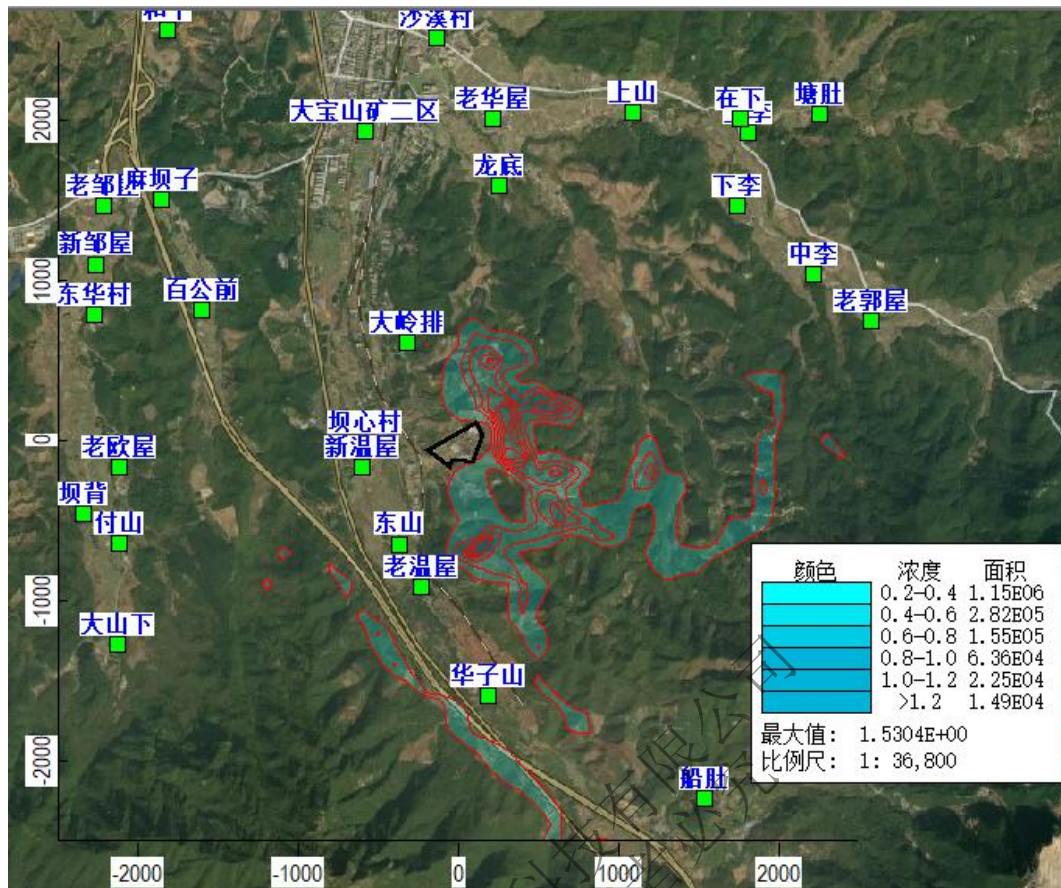 沙溪村
大宝山矿二区
老华屋
上山
在下
塘肚
龙底
麻坝子
下李
新邹屋
中李
东华村
百公前
老郭屋
大岭排
坝心村
新温屋
老欧屋
坝背
付山
东山
老温屋
大山下
华子山
船肚
2000
1000
0
-1000
-2000
-2000
-1000
0
1000
2000
颜色 浓度 面积
0.2-0.4 1.15E06
0.4-0.6 2.82E05
0.6-0.8 1.55E05
0.8-1.0 6.36E04
1.0-1.2 2.25E04
>1.2 1.49E04
最大值: 1.5304E+00
比例尺: 1: 36,800
科技有限公司